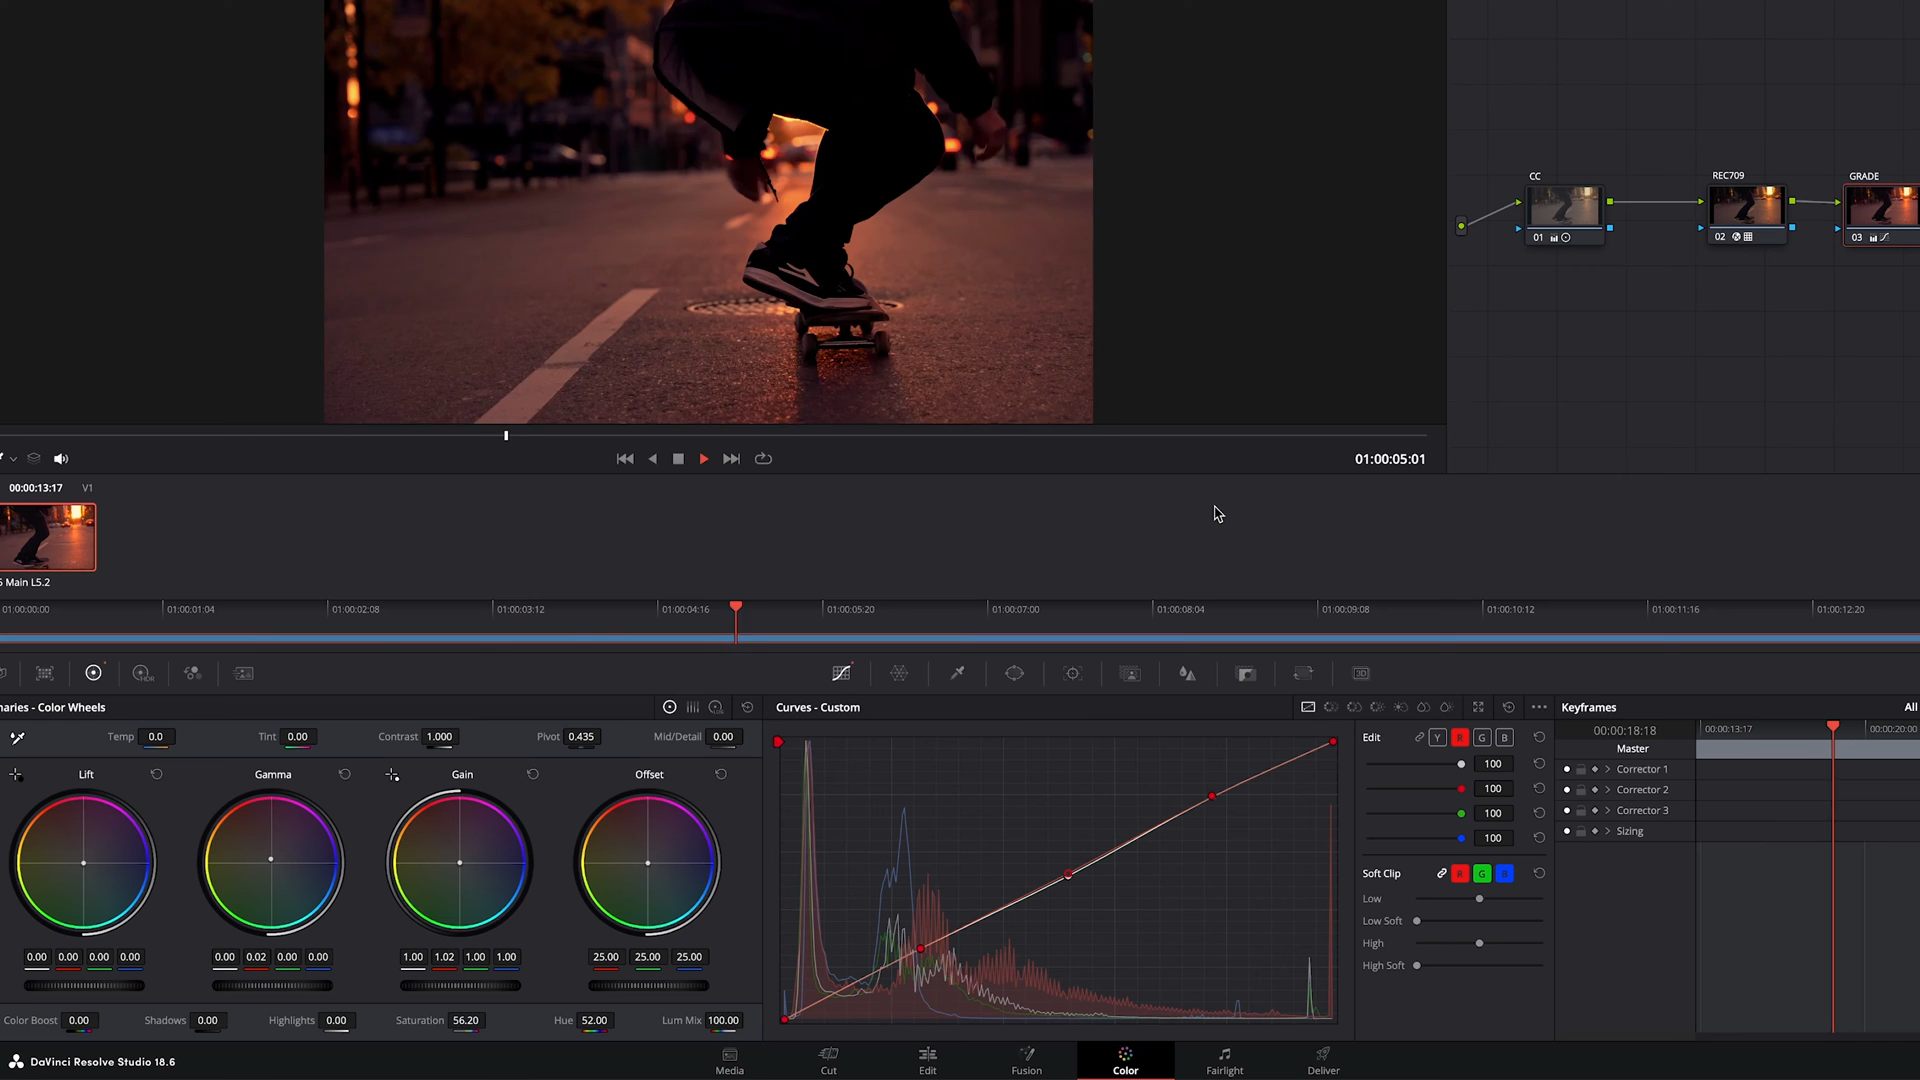 CC
REC709
GRADE
01
02
03
01:00:05:01
00:00:13:17 V1
Main L5.2
01:00:00:00 01:00:01:04 01:00:02:08 01:00:03:12 01:00:04:16 01:00:05:20 01:00:07:00 01:00:08:04 01:00:09:08 01:00:10:12 01:00:11:16 01:00:12:20
HDR
3D
aries - Color Wheels
Curves - Custom
Keyframes
All
Temp 0.0 Tint 0.00 Contrast 1.000 Pivot 0.435 Mid/Detail 0.00
Lift Gamma Gain Offset
0.00 0.00 0.00 0.00 0.00 0.02 0.00 0.00 1.00 1.02 1.00 1.00 25.00 25.00 25.00
Color Boost 0.00 Shadows 0.00 Highlights 0.00 Saturation 56.20 Hue 52.00 Lum Mix 100.00
Edit Y R G B
100
100
100
100
Soft Clip R G B
Low
Low Soft
High
High Soft
00:00:18:18 00:00:13:17 00:00:20:00
Master
Corrector 1
Corrector 2
Corrector 3
Sizing
DaVinci Resolve Studio 18.6
Media Cut Edit Fusion Color Fairlight Deliver